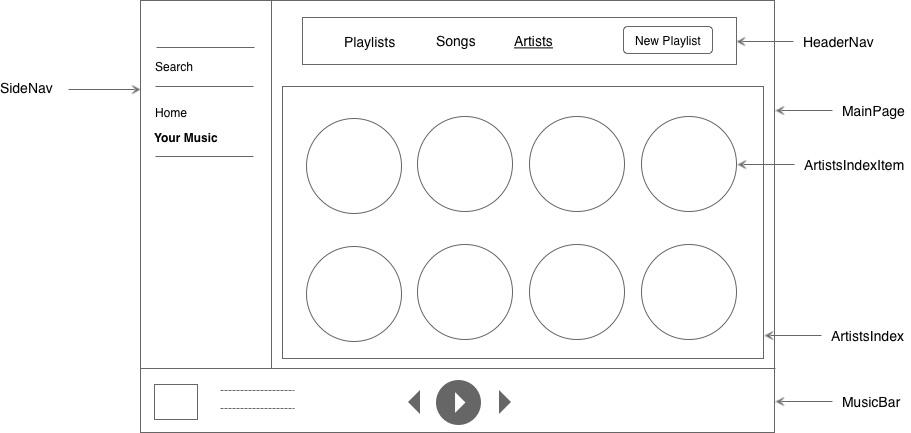 Playlists Songs Artists New Playlist
HeaderNav
Search
SideNav
Home
MainPage
Your Music
ArtistsIndexItem
ArtistsIndex
MusicBar